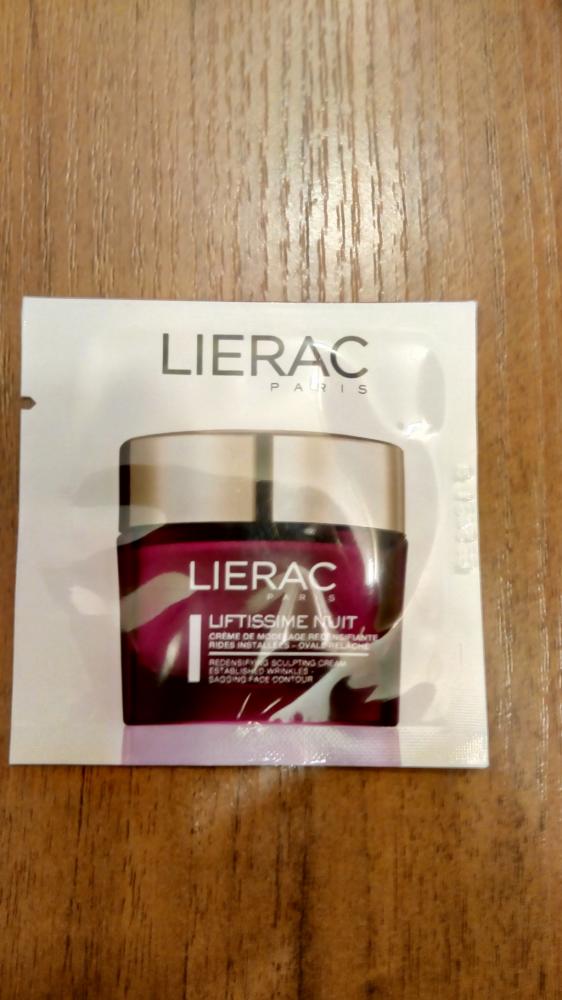 LIERAC
PARIS
LIERAC
PARIS
LIFTISSIME NUIT
CRÈME DE MODELAGE REDENSIFIANTE
RIDES INSTALLÉES - OVALE RELÂCHÉ
REDENSIFYING SCULPTING CREAM
ESTABLISHED WRINKLES -
SAGGING FACE CONTOUR